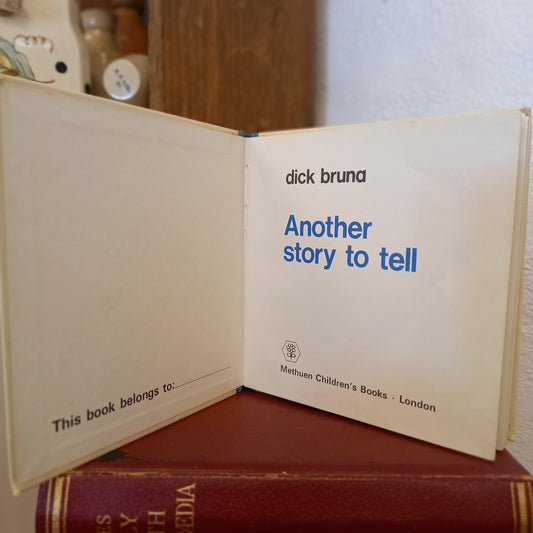 This book belongs to:
dick bruna
Another
story to tell
Methuen Children's Books · London